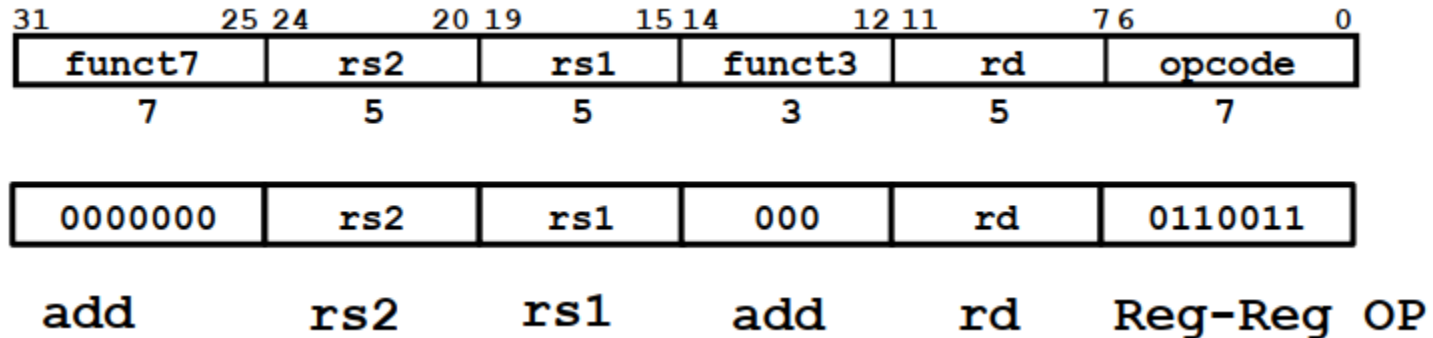 31 25 24 20 19 15 14 12 11 7 6 0
funct7 rs2 rs1 funct3 rd opcode
7 5 5 3 5 7
0000000 rs2 rs1 000 rd 0110011
add rs2 rs1 add rd Reg-Reg OP